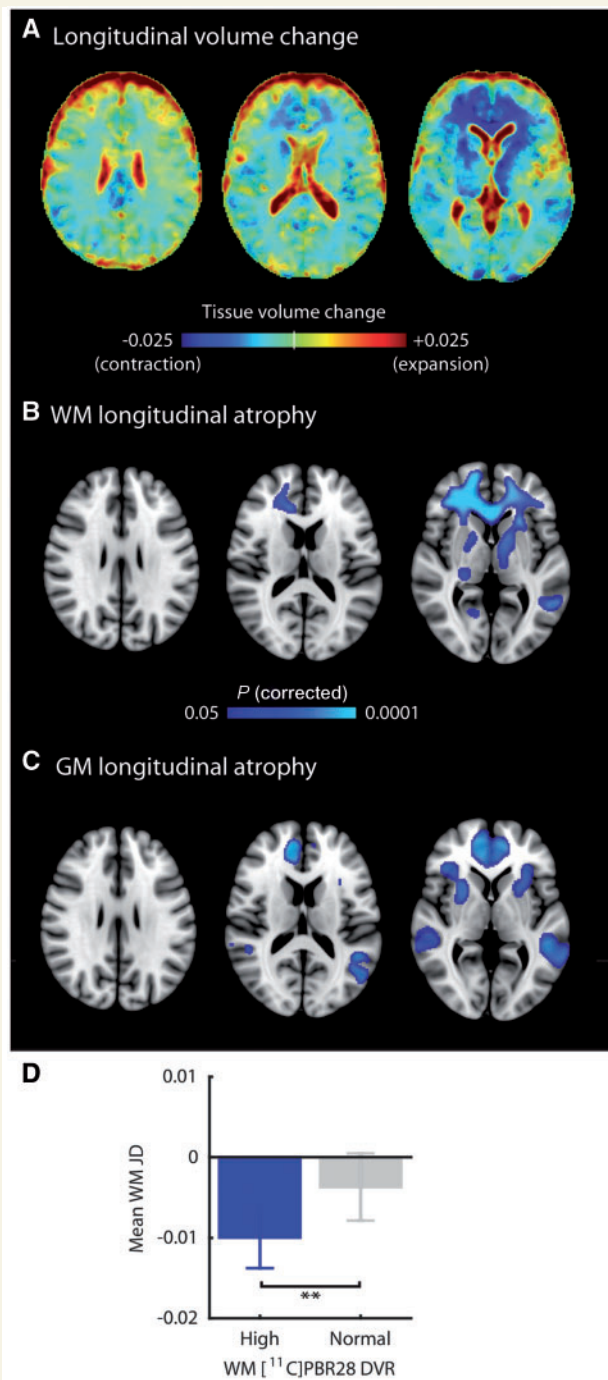 A Longitudinal volume change
Tissue volume change
-0.025 +0.025
(contraction) (expansion)
B WM longitudinal atrophy
P (corrected)
0.05 0.0001
C GM longitudinal atrophy
D
0.01
0
-0.01
-0.02
Mean WM JD
**
High Normal
WM [¹¹C]PBR28 DVR